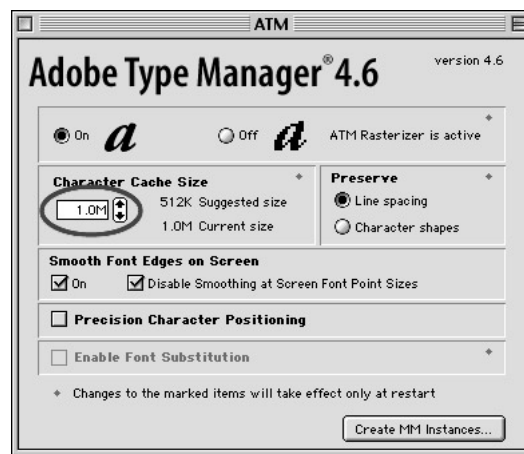 ATM
Adobe Type Manager® 4.6
version 4.6
On
a
Off
a
ATM Rasterizer is active
Character Cache Size
1.0M
512K Suggested size
1.0M Current size
Preserve
Line spacing
Character shapes
Smooth Font Edges on Screen
On
Disable Smoothing at Screen Font Point Sizes
Precision Character Positioning
Enable Font Substitution
Changes to the marked items will take effect only at restart
Create MM Instances...